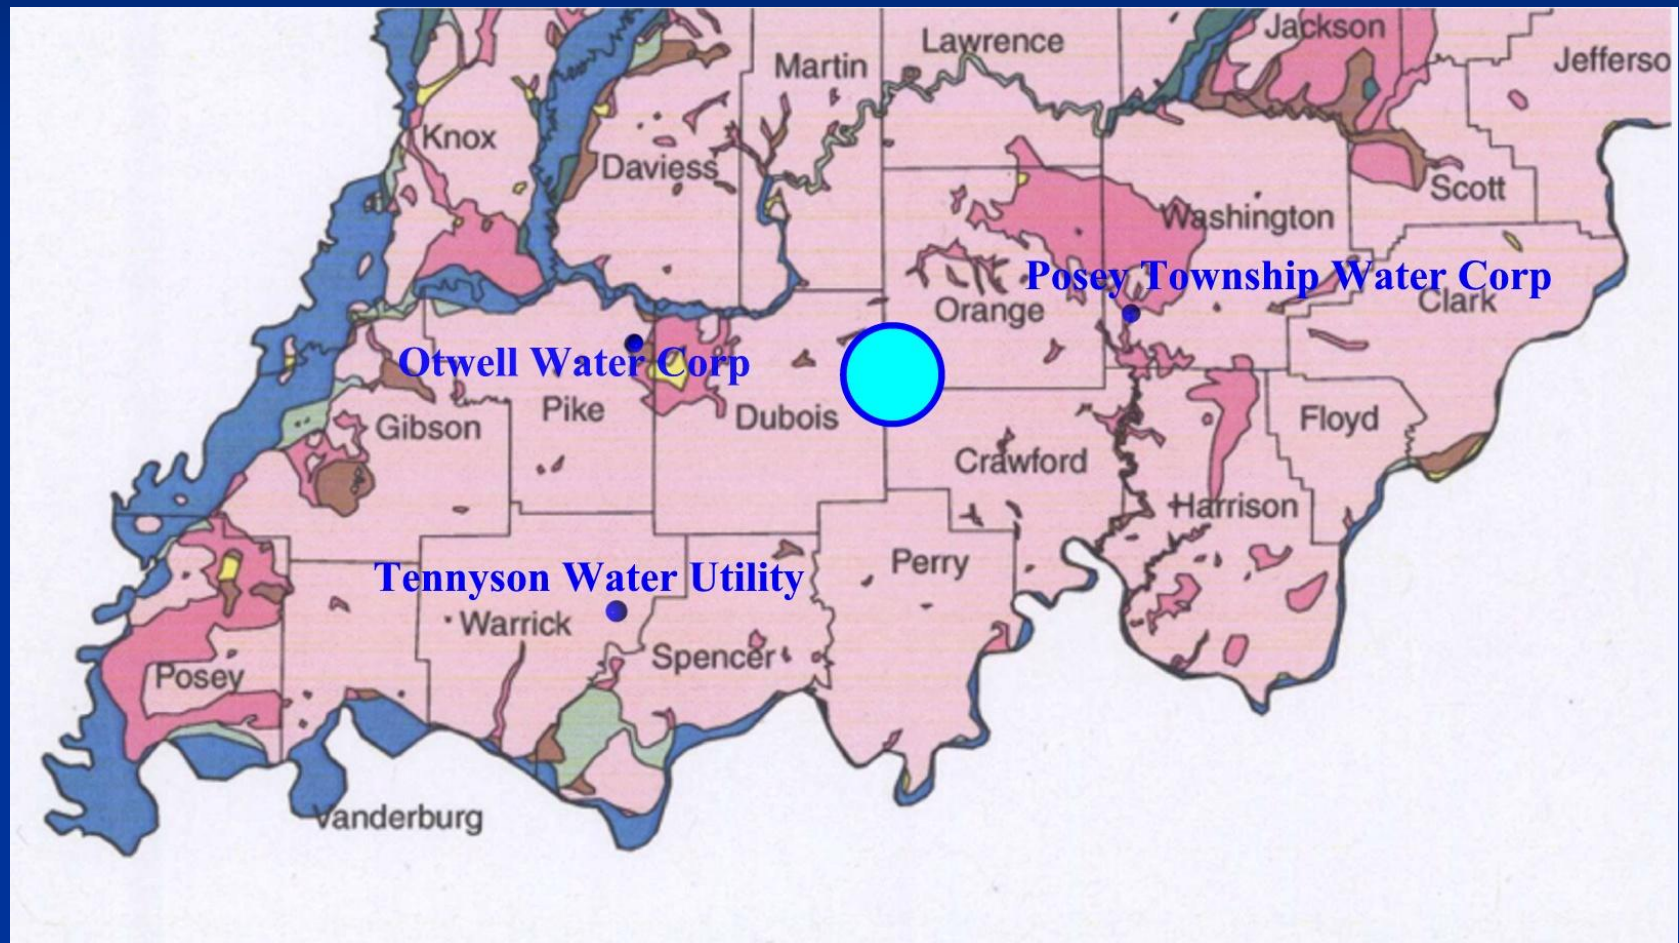 Lawrence
Jackson
Martin
Jefferso
Knox
Daviess
Scott
Washington
Posey Township Water Corp
Clark
Orange
Otwell Water Corp
Pike
Dubois
Gibson
Floyd
Crawford
Harrison
Perry
Tennyson Water Utility
Warrick
Spencer
Posey
Vanderburg